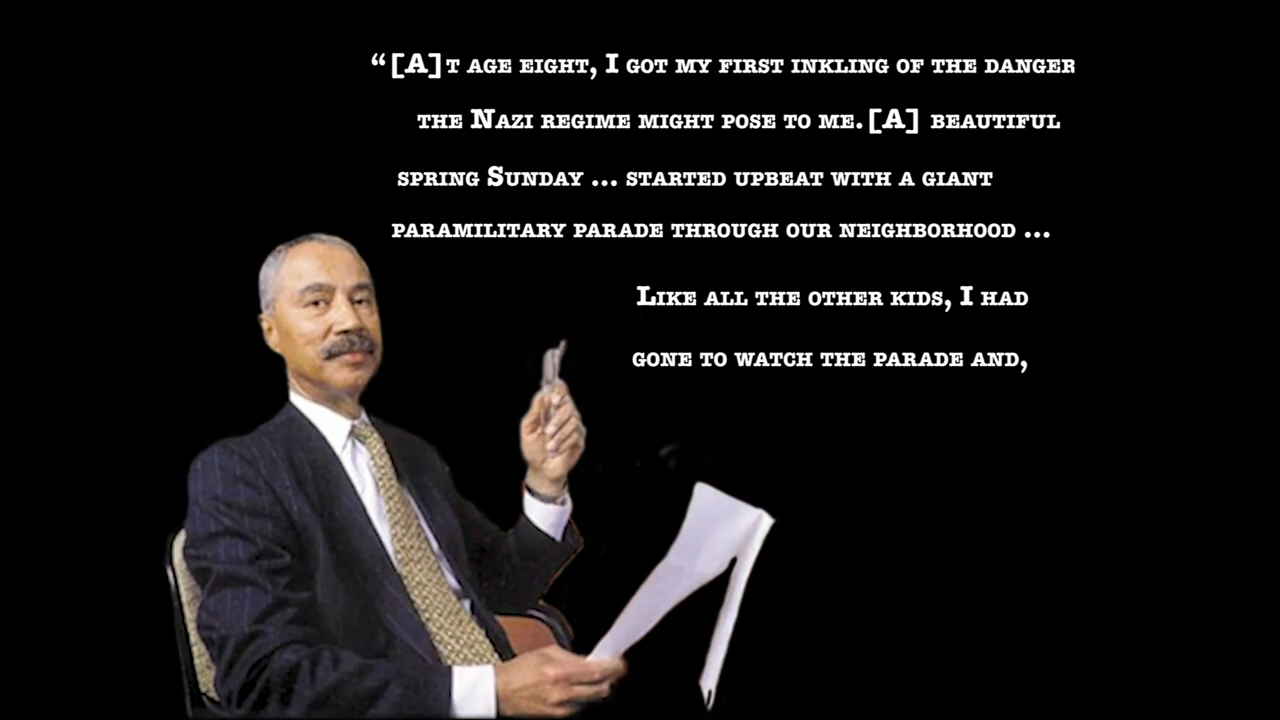 “[A]t age eight, I got my first inkling of the danger
the Nazi regime might pose to me. [A] beautiful
spring Sunday ... started upbeat with a giant
paramilitary parade through our neighborhood ...
Like all the other kids, I had
gone to watch the parade and,